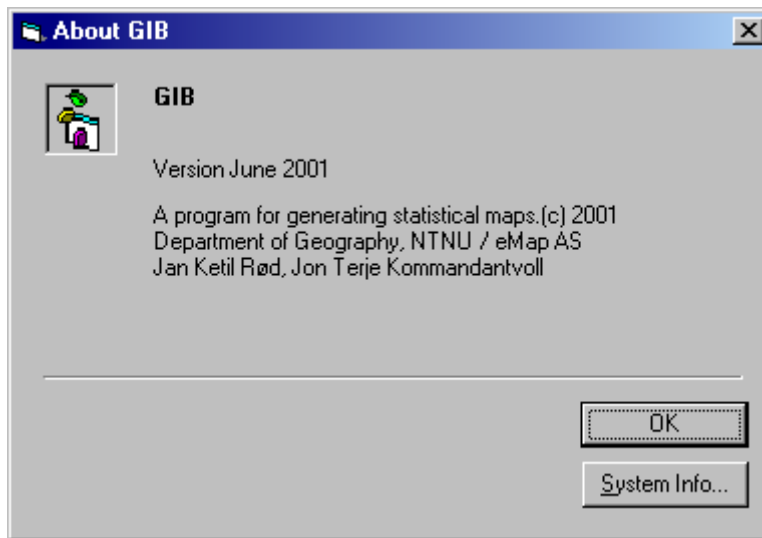 About GIB
GIB
Version June 2001
A program for generating statistical maps.(c) 2001
Department of Geography, NTNU / eMap AS
Jan Ketil Rød, Jon Terje Kommandantvoll
OK
System Info...